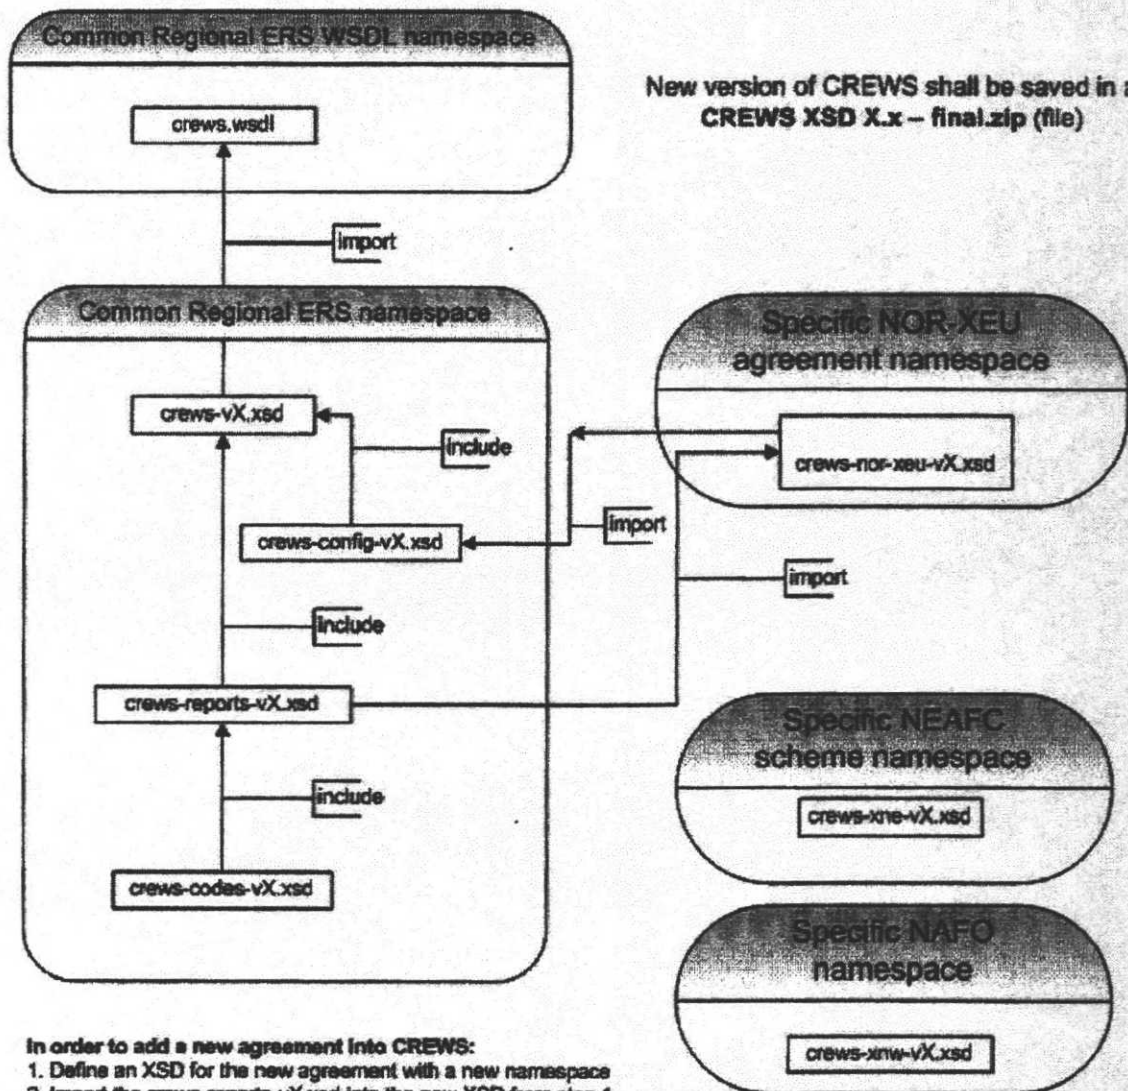 Common Regional ERS WSDL namespace
crews.wsdl
New version of CREWS shall be saved in a
CREWS XSD X.x – final.zip (file)
import
Common Regional ERS namespace
crews-vX.xsd
include
crews-config-vX.xsd
include
crews-reports-vX.xsd
include
crews-codes-vX.xsd
Specific NOR-XEU
agreement namespace
crews-nor-xeu-vX.xsd
import
import
Specific NEAFC
scheme namespace
crews-xne-vX.xsd
Specific NAFO
namespace
crews-xnw-vX.xsd
In order to add a new agreement into CREWS:
1. Define an XSD for the new agreement with a new namespace